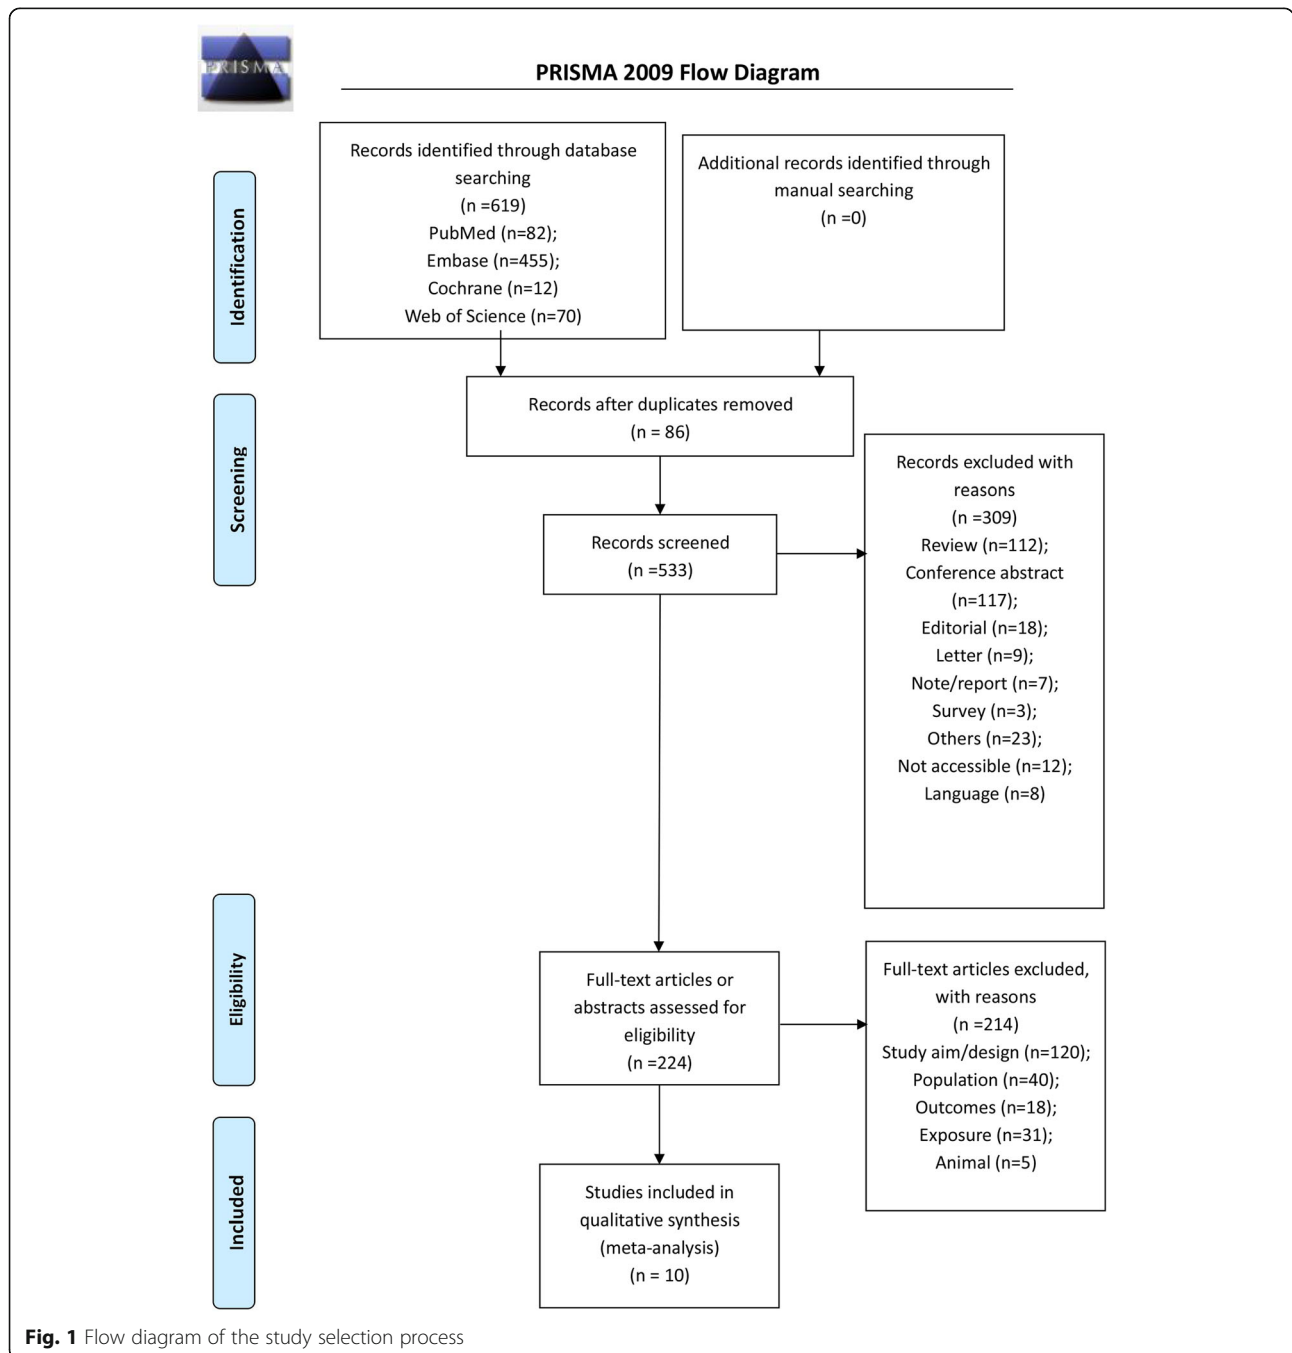 PRISMA
PRISMA 2009 Flow Diagram
Identification
Records identified through database
searching
(n =619)
PubMed (n=82);
Embase (n=455);
Cochrane (n=12)
Web of Science (n=70)
Additional records identified through
manual searching
(n =0)
Screening
Records after duplicates removed
(n = 86)
Records screened
(n =533)
Records excluded with
reasons
(n =309)
Review (n=112);
Conference abstract
(n=117);
Editorial (n=18);
Letter (n=9);
Note/report (n=7);
Survey (n=3);
Others (n=23);
Not accessible (n=12);
Language (n=8)
Eligibility
Full-text articles or
abstracts assessed for
eligibility
(n =224)
Full-text articles excluded,
with reasons
(n =214)
Study aim/design (n=120);
Population (n=40);
Outcomes (n=18);
Exposure (n=31);
Animal (n=5)
Included
Studies included in
qualitative synthesis
(meta-analysis)
(n = 10)
Fig. 1 Flow diagram of the study selection process